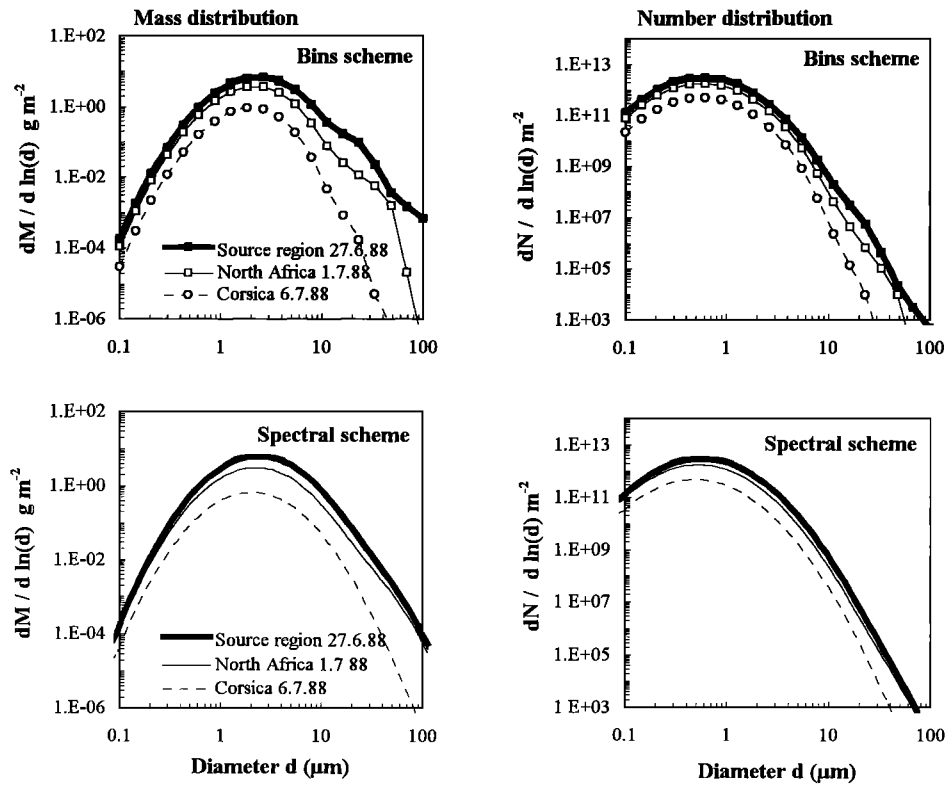 Mass distribution
Number distribution
dM / d ln(d) g m-2
1.E+02
1.E+00
1.E-02
1.E-04
1.E-06
Bins scheme
Source region 27.6.88
North Africa 1.7.88
Corsica 6.7.88
0.1
1
10
100
dN / d ln(d) m-2
1.E+13
1.E+11
1.E+09
1.E+07
1.E+05
1.E+03
Bins scheme
0.1
1
10
100
dM / d ln(d) g m-2
1.E+02
1.E+00
1.E-02
1.E-04
1.E-06
Spectral scheme
Source region 27.6.88
North Africa 1.7 88
Corsica 6.7.88
0.1
1
10
100
Diameter d (µm)
dN / d ln(d) m-2
1.E+13
1.E+11
1.E+09
1 E+07
1.E+05
1 E+03
Spectral scheme
0.1
1
10
100
Diameter d (µm)